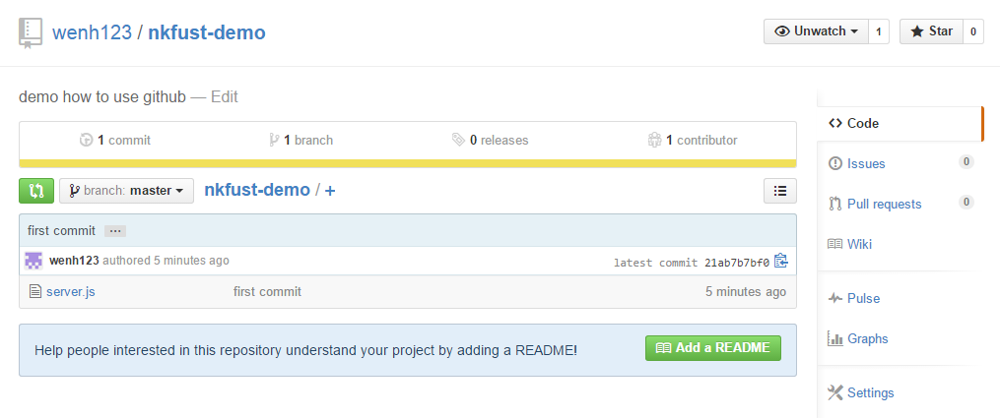 wenh123 / nkfust-demo
Unwatch 1
Star 0
demo how to use github — Edit
1 commit
1 branch
0 releases
1 contributor
branch: master
nkfust-demo / +
first commit ...
wenh123 authored 5 minutes ago
latest commit 21ab7b7bf0
server.js first commit 5 minutes ago
Help people interested in this repository understand your project by adding a README!
Add a README
Code
Issues 0
Pull requests 0
Wiki
Pulse
Graphs
Settings